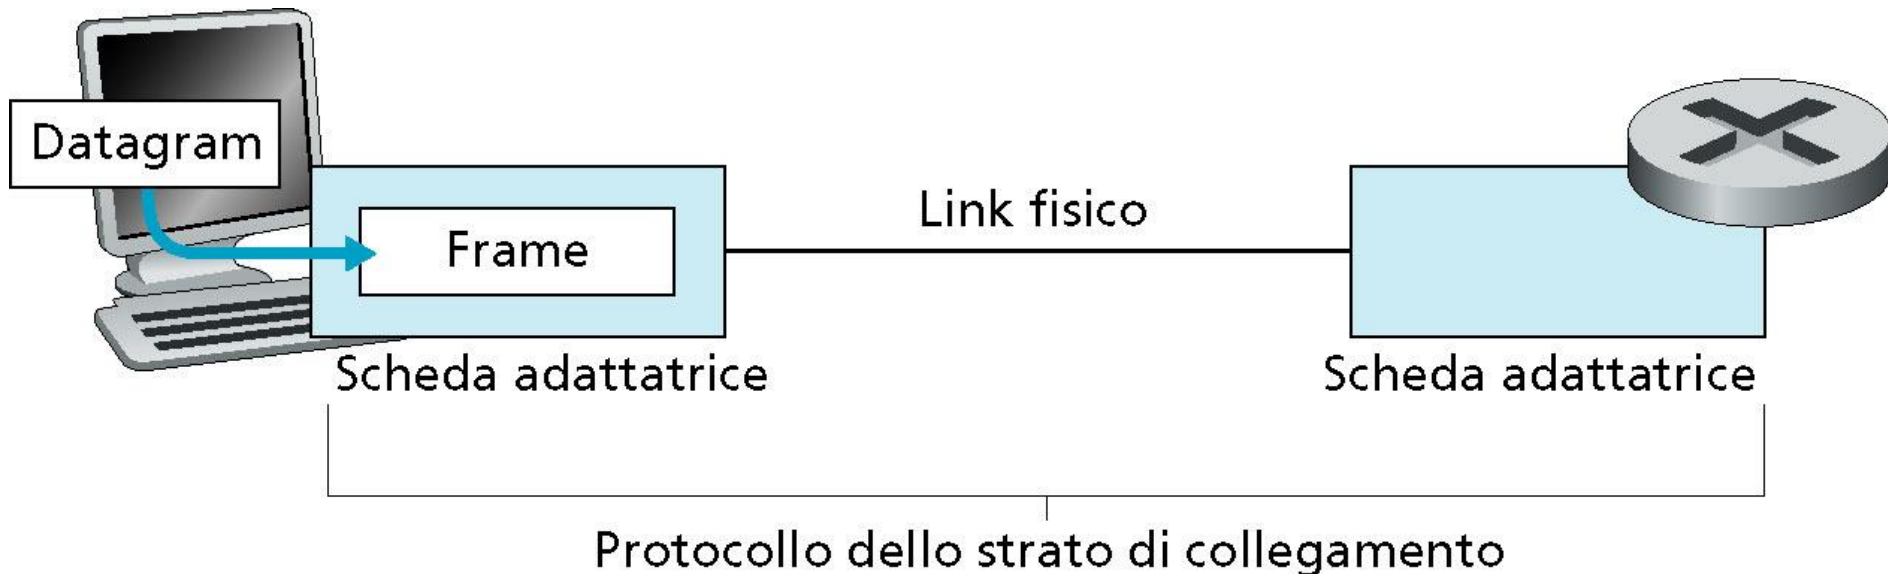 Datagram
Link fisico
Frame
Scheda adattatrice
Scheda adattatrice
Protocollo dello strato di collegamento